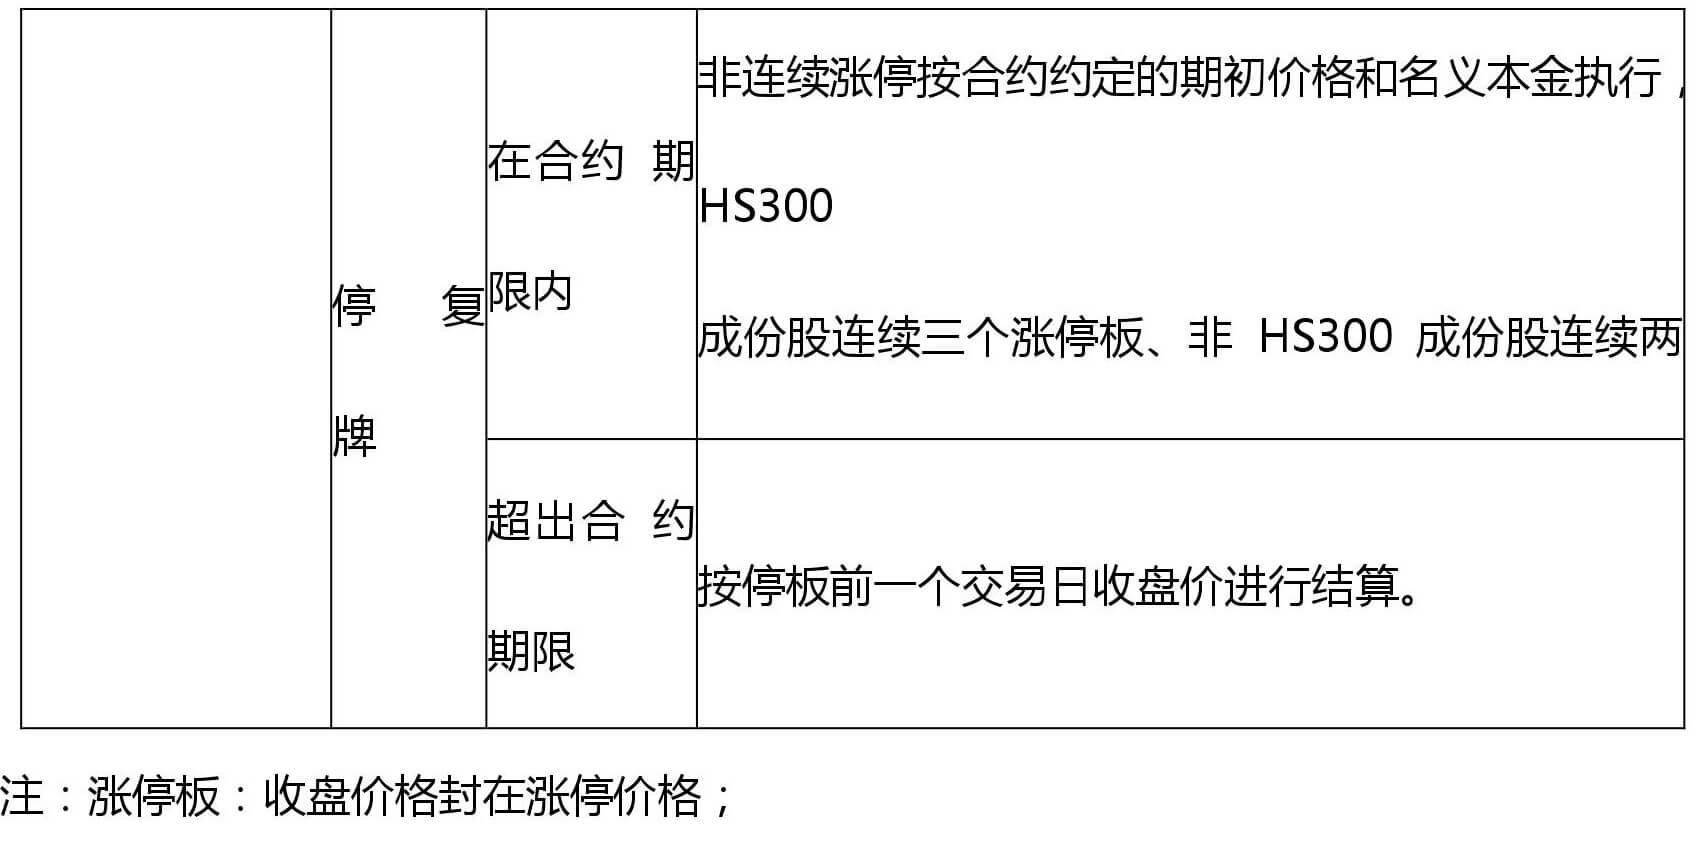 停 复
牌
在合约 期
限内
非连续涨停按合约约定的期初价格和名义本金执行，
HS300
成份股连续三个涨停板、非 HS300 成份股连续两
超出合 约
期限
按停板前一个交易日收盘价进行结算。
注：涨停板：收盘价格封在涨停价格；